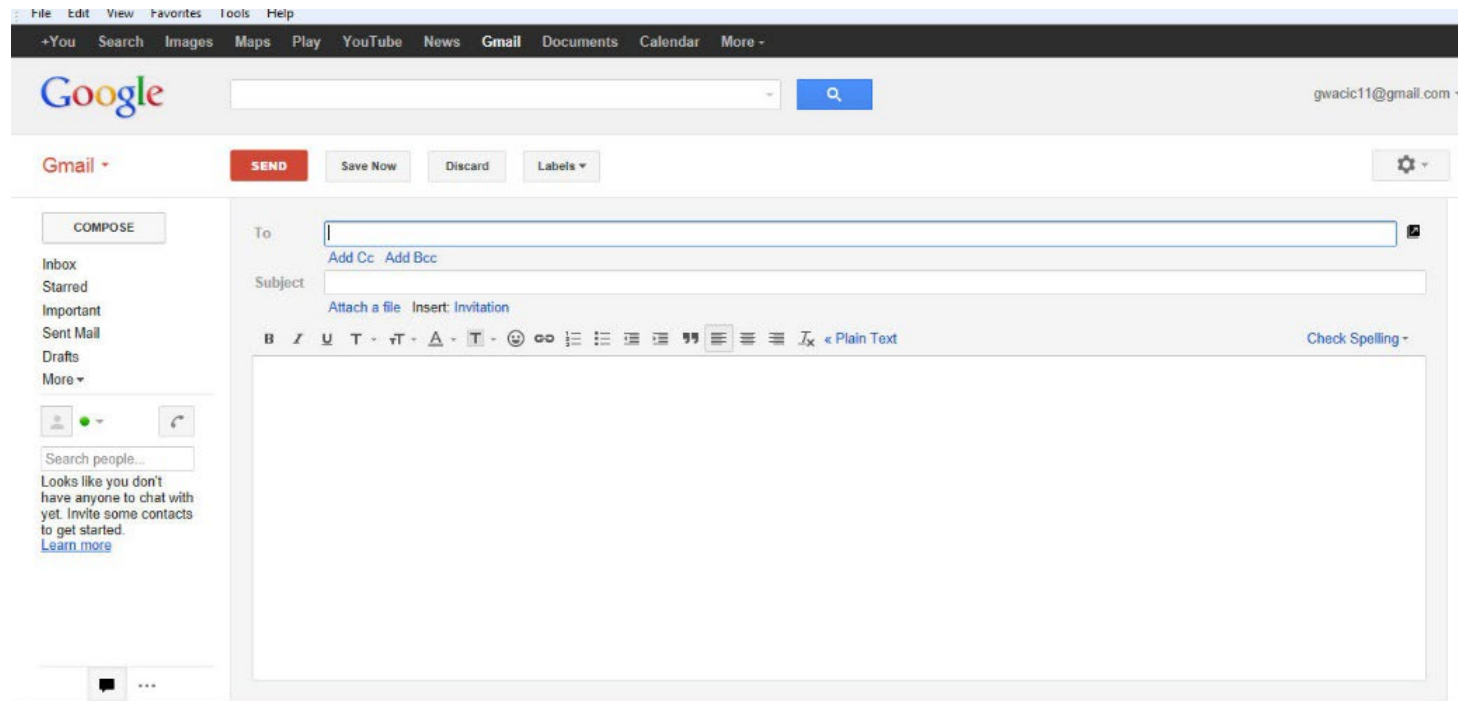 File Edit View Favorites Tools Help
+You Search Images Maps Play YouTube News Gmail Documents Calendar More
Google
gwacic11@gmail.com
Gmail SEND Save Now Discard Labels
COMPOSE
To
Add Cc Add Bcc
Inbox
Subject
Starred
Attach a file Insert: Invitation
Important
Sent Mail
B I U T T A T « Plain Text Check Spelling
Drafts
More
Search people...
Looks like you don't
have anyone to chat with
yet. Invite some contacts
to get started.
Learn more